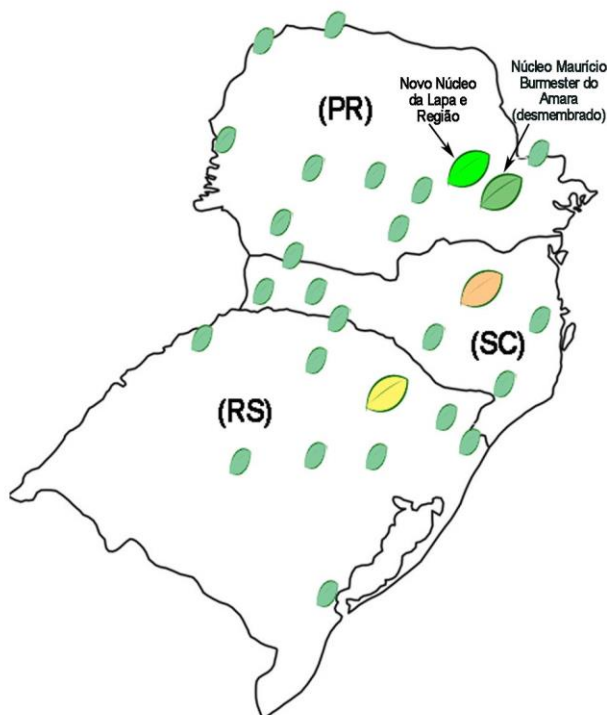 Núcleo Maurício
Burmester do
Amara
(desmembrado)
Novo Núcleo
da Lapa e
Região
(PR)
(SC)
(RS)